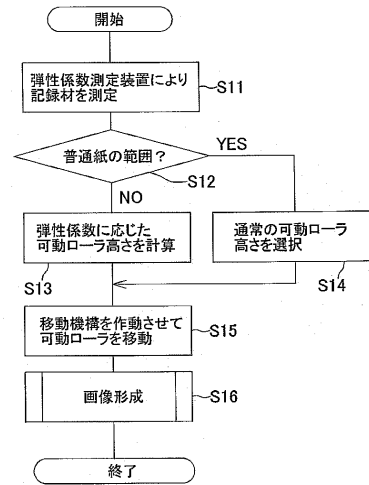 開始
弾性係数測定装置により
記録材を測定
S11
普通紙の範囲?
YES
S12
NO
弾性係数に応じた
可動ローラ高さを計算
S13
通常の可動ローラ
高さを選択
S14
移動機構を作動させて
可動ローラを移動
S15
画像形成
S16
終了